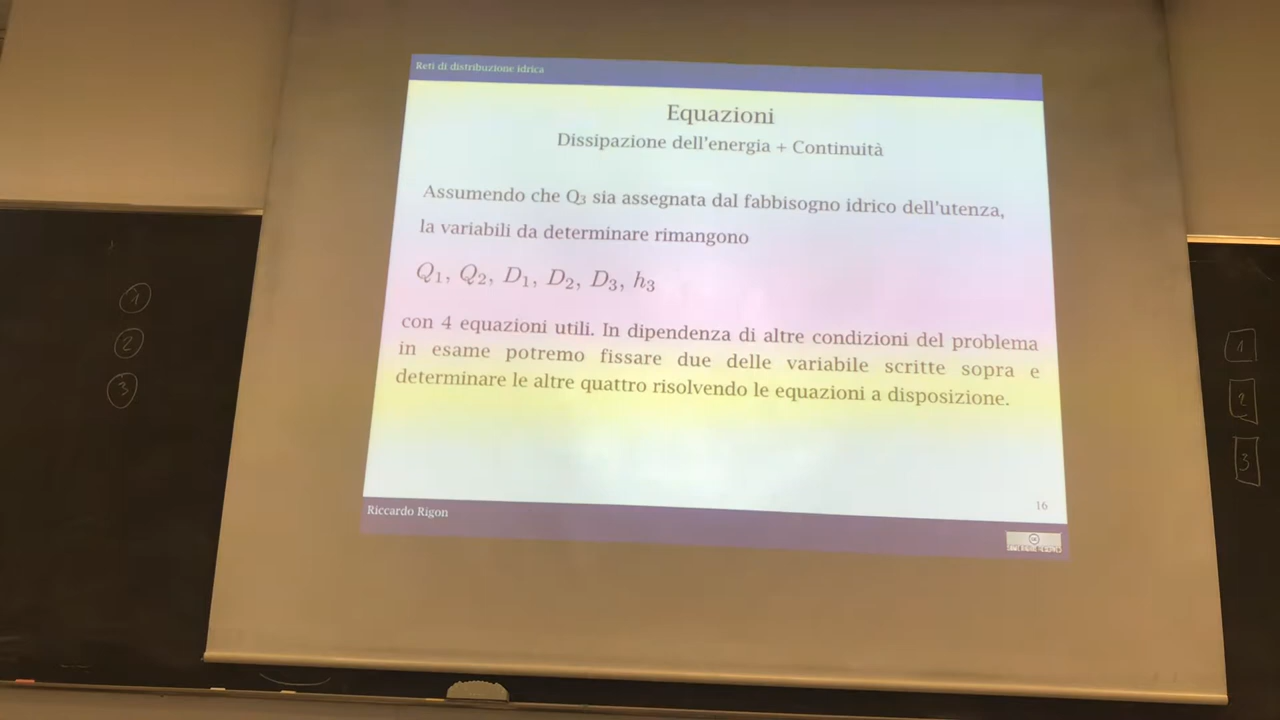 Reti di distribuzione idrica
Equazioni
Dissipazione dell'energia + Continuità
Assumendo che Q3 sia assegnata dal fabbisogno idrico dell'utenza,
la variabili da determinare rimangono
Q1, Q2, D1, D2, D3, h3
con 4 equazioni utili. In dipendenza di altre condizioni del problema
in esame potremo fissare due delle variabile scritte sopra e
determinare le altre quattro risolvendo le equazioni a disposizione.
16
Riccardo Rigon
1
2
3
1
2
3